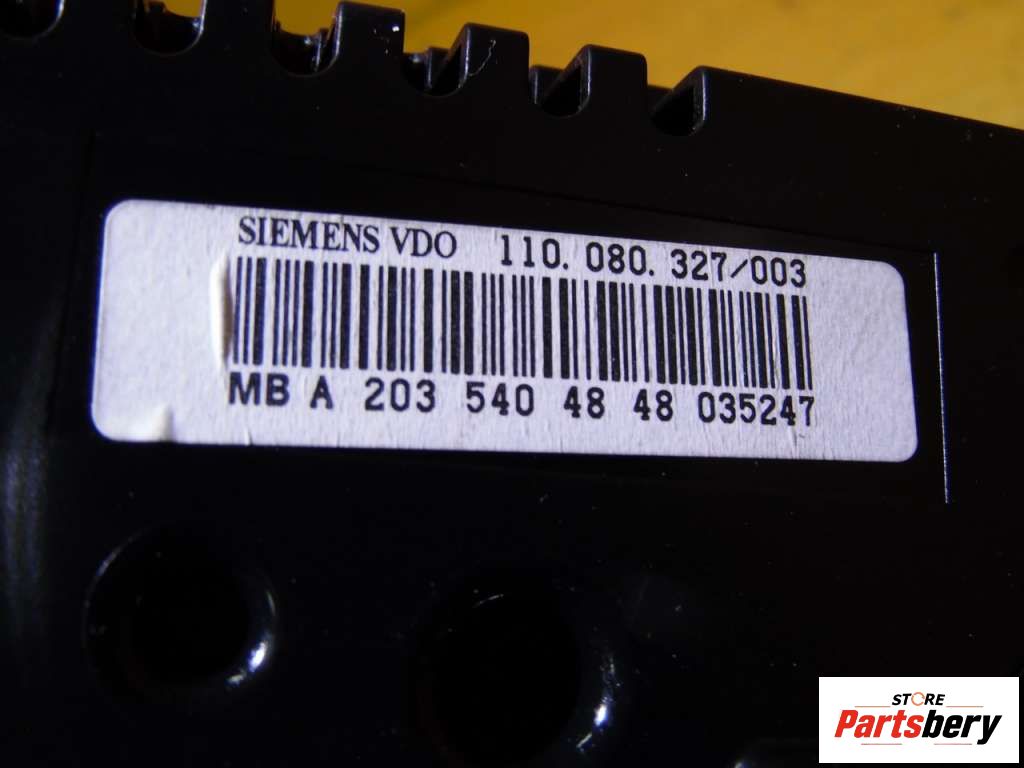 SIEMENS VDO 110.080.327/003
MB A 203 540 48 48 035247
STORE
Partsbery